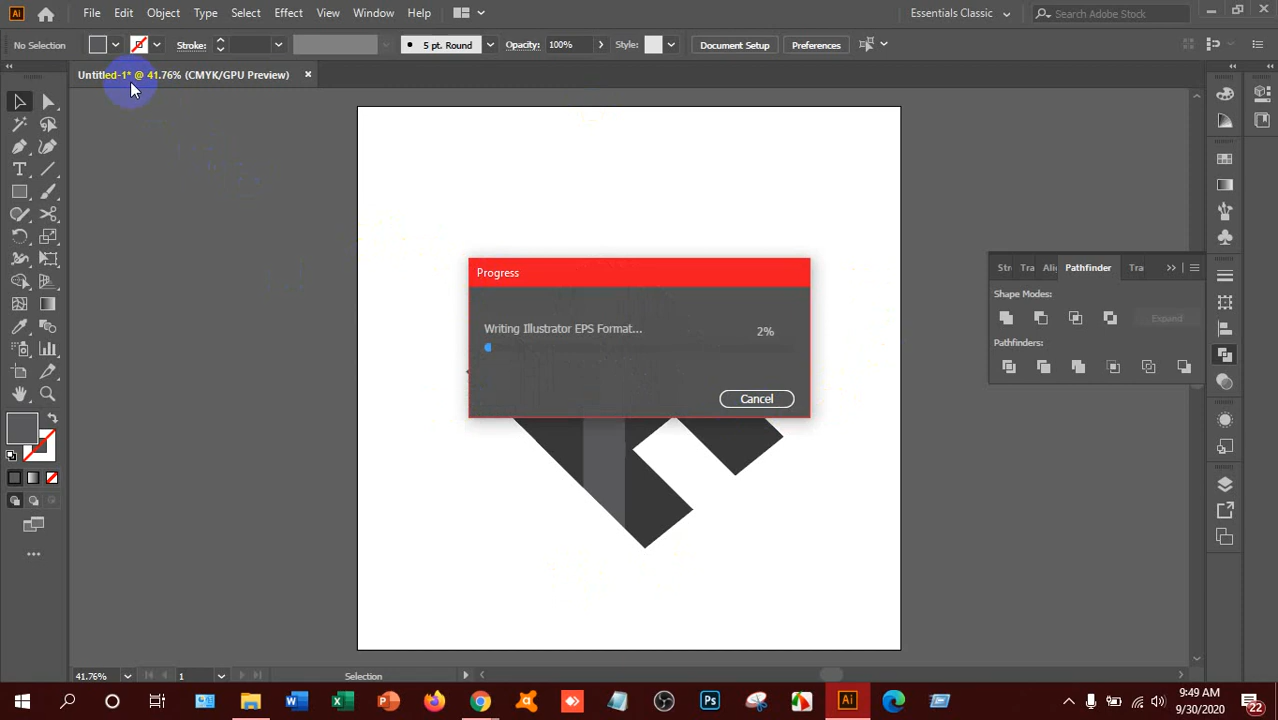 Ai File Edit Object Type Select Effect View Window Help Essentials Classic Search Adobe Stock
No Selection Stroke: 5 pt. Round Opacity: 100% Style: Document Setup Preferences
Untitled-1* @ 41.76% (CMYK/GPU Preview) ×
Progress
Writing Illustrator EPS Format... 2%
Cancel
Str Tra Alig Pathfinder Tra
Shape Modes:
Expand
Pathfinders:
41.76% 1 Selection
9:49 AM
9/30/2020 22